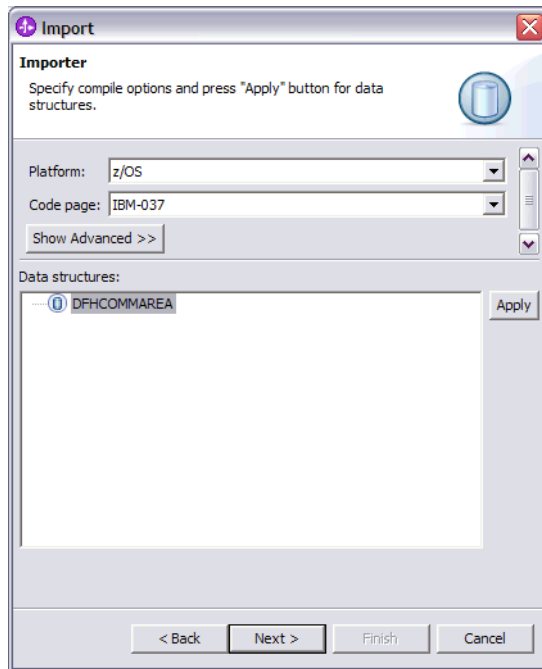 Import
Importer
Specify compile options and press "Apply" button for data
structures.
Platform: z/OS
Code page: IBM-037
Show Advanced >>
Data structures:
DFHCOMMAREA
Apply
< Back Next > Finish Cancel